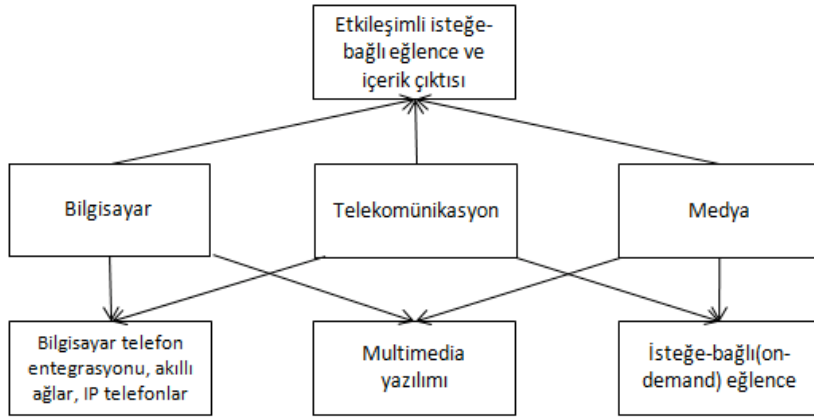 Etkileşimli isteğe-
bağlı eğlence ve
içerik çıktısı
Bilgisayar
Telekomünikasyon
Medya
Bilgisayar telefon
entegrasyonu, akıllı
ağlar, IP telefonlar
Multimedia
yazılımı
İsteğe-bağlı(on-
demand) eğlence